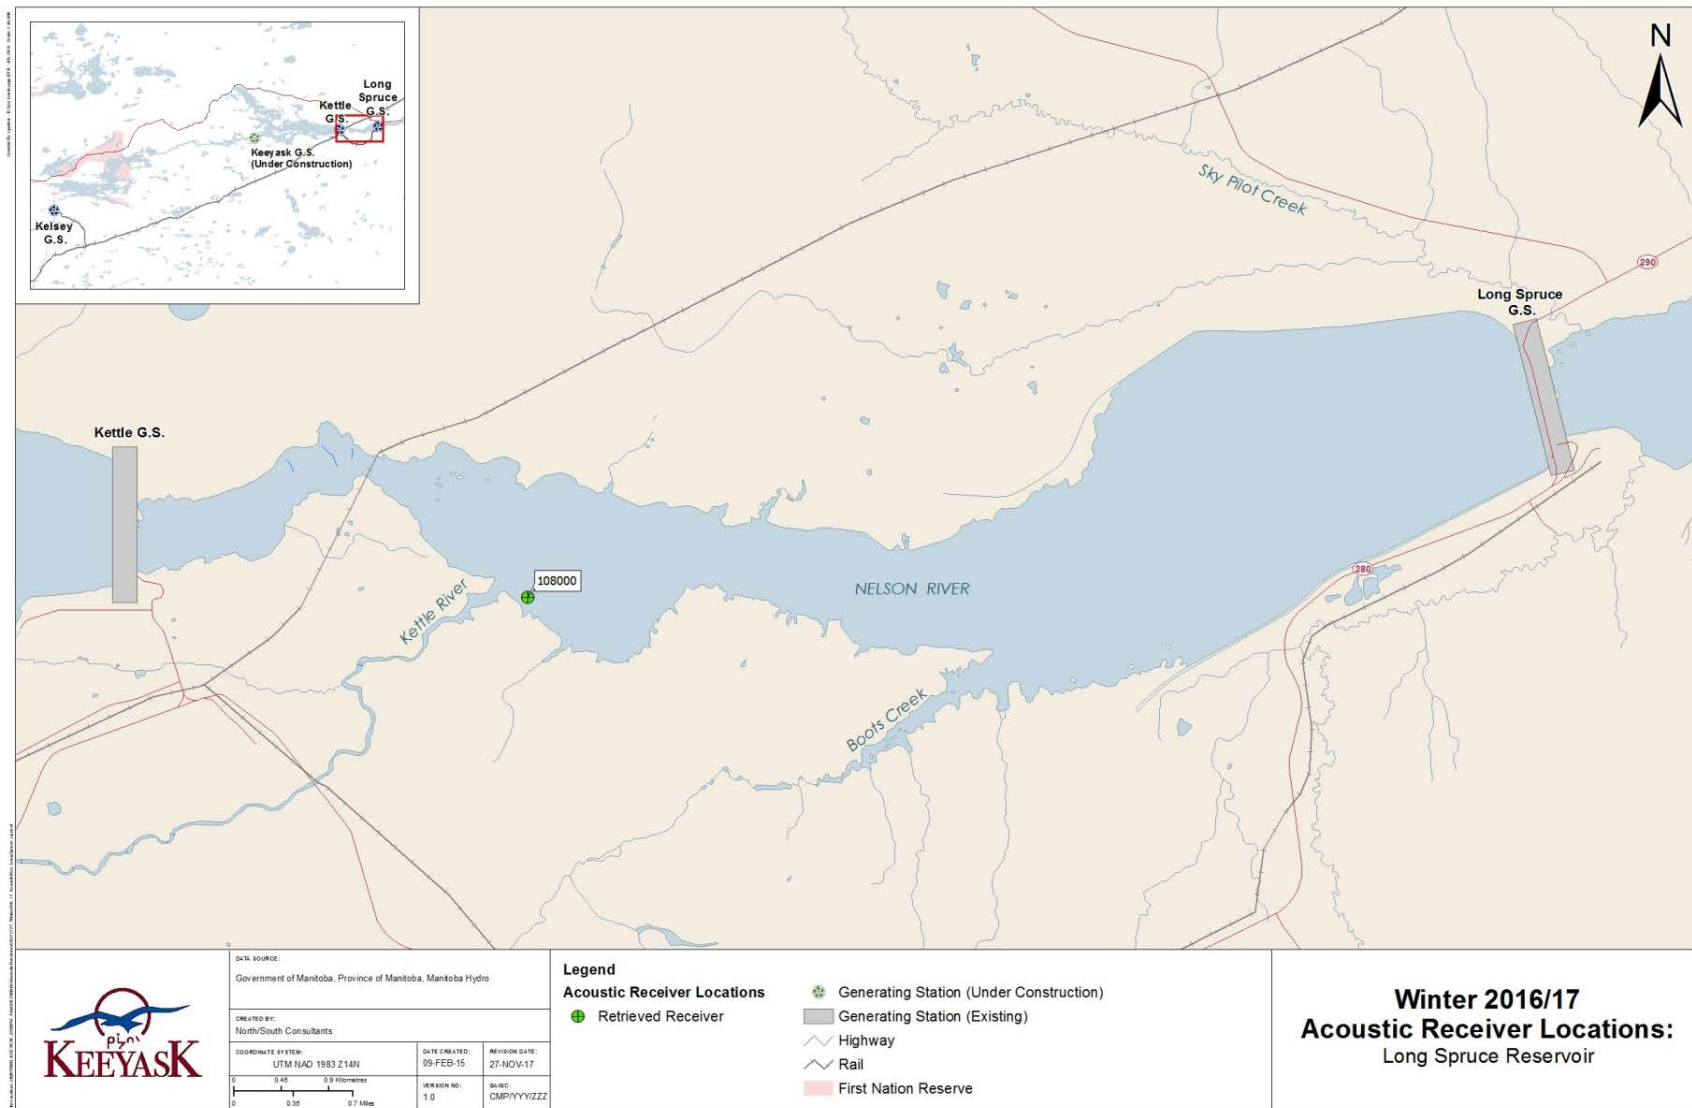 N
Long
Spruce
G.S.
Kettle
G.S.
Keeyask G.S.
(Under Construction)
Kelsey
G.S.
Sky Pilot Creek
290
Long Spruce
G.S.
Kettle G.S.
108000
Kettle River
NELSON RIVER
280
Boots Creek
KEEYASK
DATA SOURCE:
Government of Manitoba, Province of Manitoba, Manitoba Hydro
CREATED BY:
North/South Consultants
COORDINATE SYSTEM:
UTM NAD 1983 Z14N
DATE CREATED:
09-FEB-15
REVISION DATE:
27-NOV-17
0 0.45 0.9 Kilometres
0 0.35 0.7 Miles
VERSION NO:
1.0
QA/QC:
CMP/YYY/ZZZ
Legend
Acoustic Receiver Locations
Retrieved Receiver
Generating Station (Under Construction)
Generating Station (Existing)
Highway
Rail
First Nation Reserve
Winter 2016/17
Acoustic Receiver Locations:
Long Spruce Reservoir